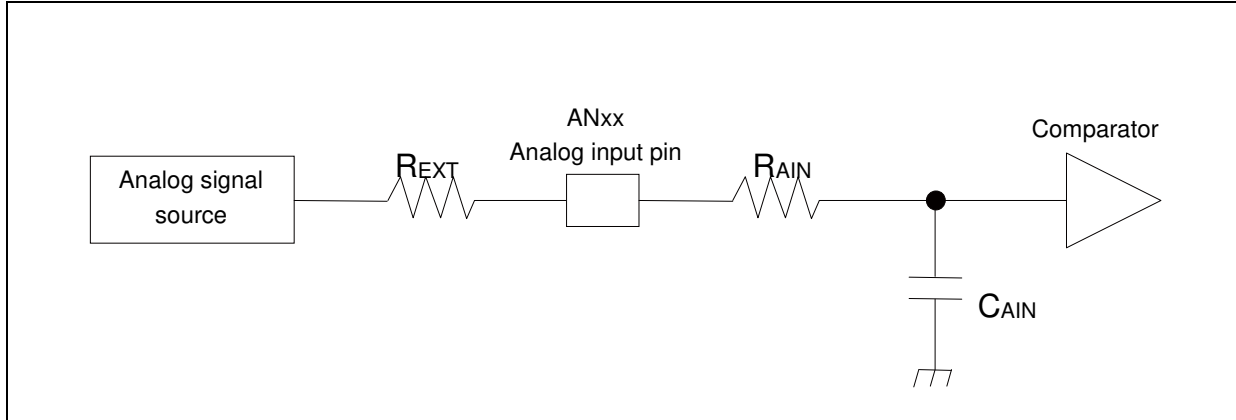 ANxx
Analog input pin
Comparator
Analog signal
source
REXT
RAIN
CAIN